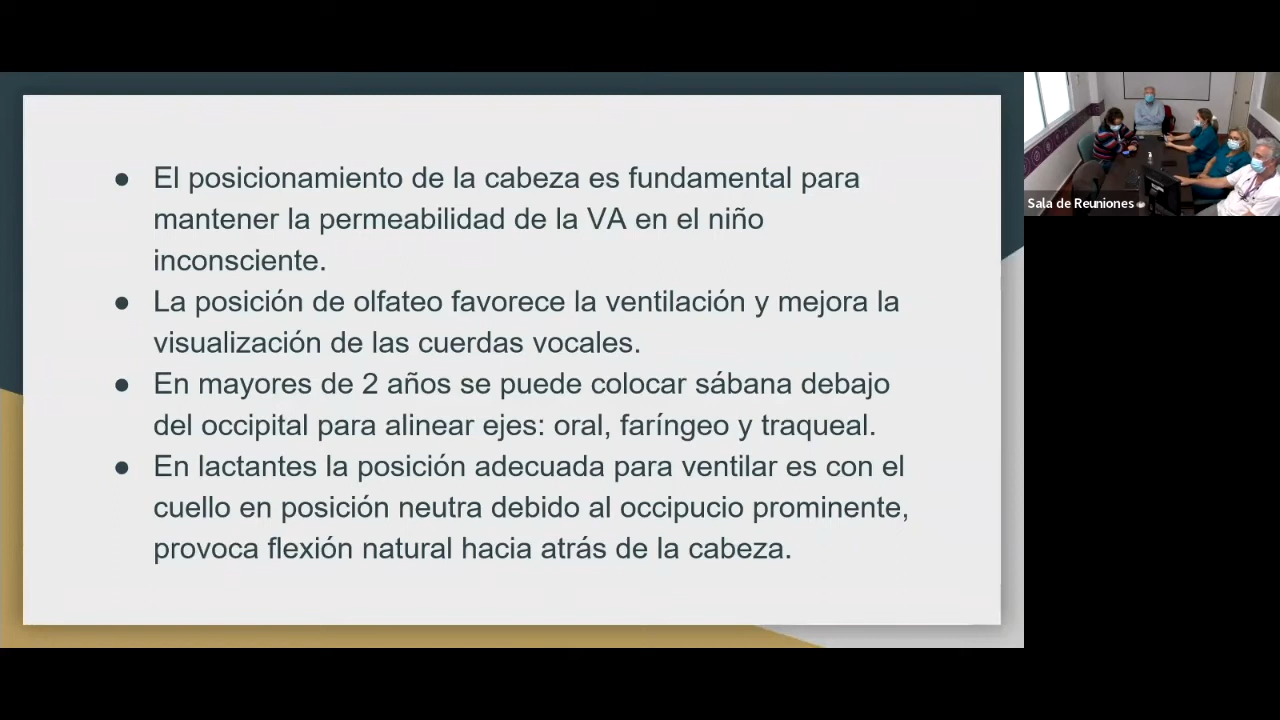 ● El posicionamiento de la cabeza es fundamental para
mantener la permeabilidad de la VA en el niño
inconsciente.
● La posición de olfateo favorece la ventilación y mejora la
visualización de las cuerdas vocales.
● En mayores de 2 años se puede colocar sábana debajo
del occipital para alinear ejes: oral, faríngeo y traqueal.
● En lactantes la posición adecuada para ventilar es con el
cuello en posición neutra debido al occipucio prominente,
provoca flexión natural hacia atrás de la cabeza.
Sala de Reuniones